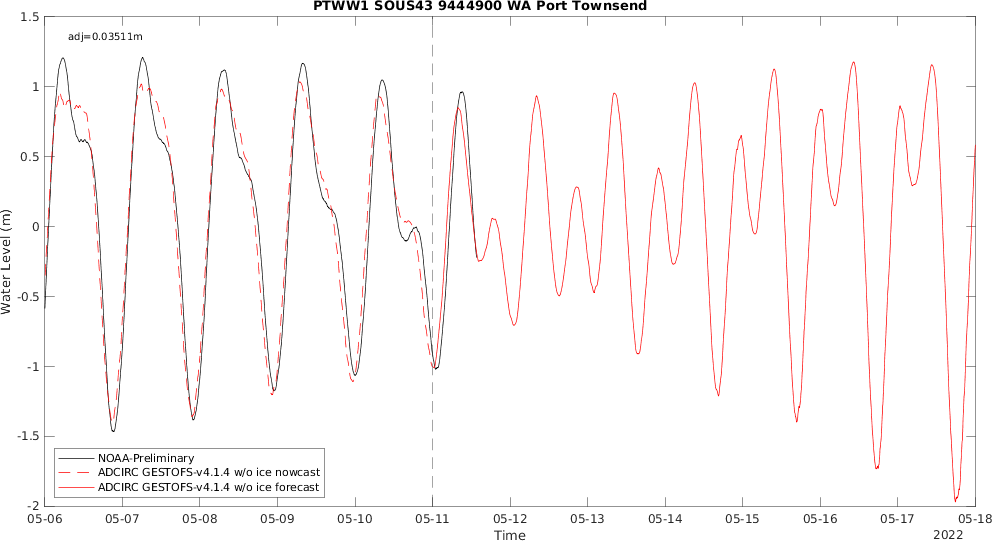 PTWW1 SOUS43 9444900 WA Port Townsend
adj=0.03511m
1.5
1
0.5
0
-0.5
-1
-1.5
-2
Water Level (m)
NOAA-Preliminary
ADCIRC GESTOFS-v4.1.4 w/o ice nowcast
ADCIRC GESTOFS-v4.1.4 w/o ice forecast
05-06 05-07 05-08 05-09 05-10 05-11 05-12 05-13 05-14 05-15 05-16 05-17 05-18
Time
2022